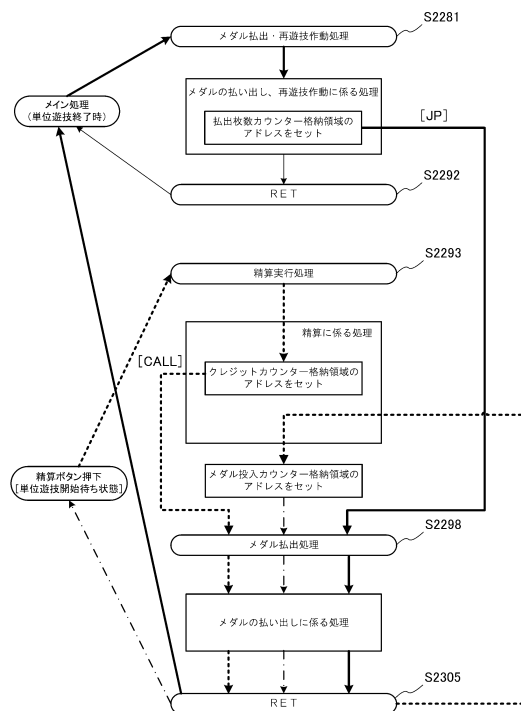 S2281
メダル払出・再遊技作動処理
メダルの払い出し、再遊技作動に係る処理
払出枚数カウンター格納領域の
アドレスをセット
[JP]
メイン処理
(単位遊技終了時)
S2292
RET
S2293
精算実行処理
精算に係る処理
[CALL]
クレジットカウンター格納領域の
アドレスをセット
精算ボタン押下
[単位遊技開始待ち状態]
メダル投入カウンター格納領域の
アドレスをセット
S2298
メダル払出処理
メダルの払い出しに係る処理
S2305
RET